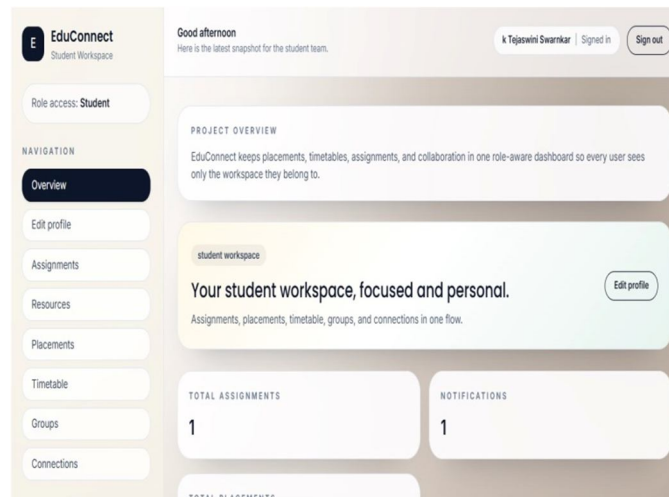 E
EduConnect
Student Workspace
Role access: Student
NAVIGATION
Overview
Edit profile
Assignments
Resources
Placements
Timetable
Groups
Connections
Good afternoon
Here is the latest snapshot for the student team.
k Tejaswini Swarnkar | Signed in
Sign out
PROJECT OVERVIEW
EduConnect keeps placements, timetables, assignments, and collaboration in one role-aware dashboard so every user sees
only the workspace they belong to.
student workspace
Your student workspace, focused and personal.
Assignments, placements, timetable, groups, and connections in one flow.
Edit profile
TOTAL ASSIGNMENTS
1
NOTIFICATIONS
1
TOTAL PLACEMENTS